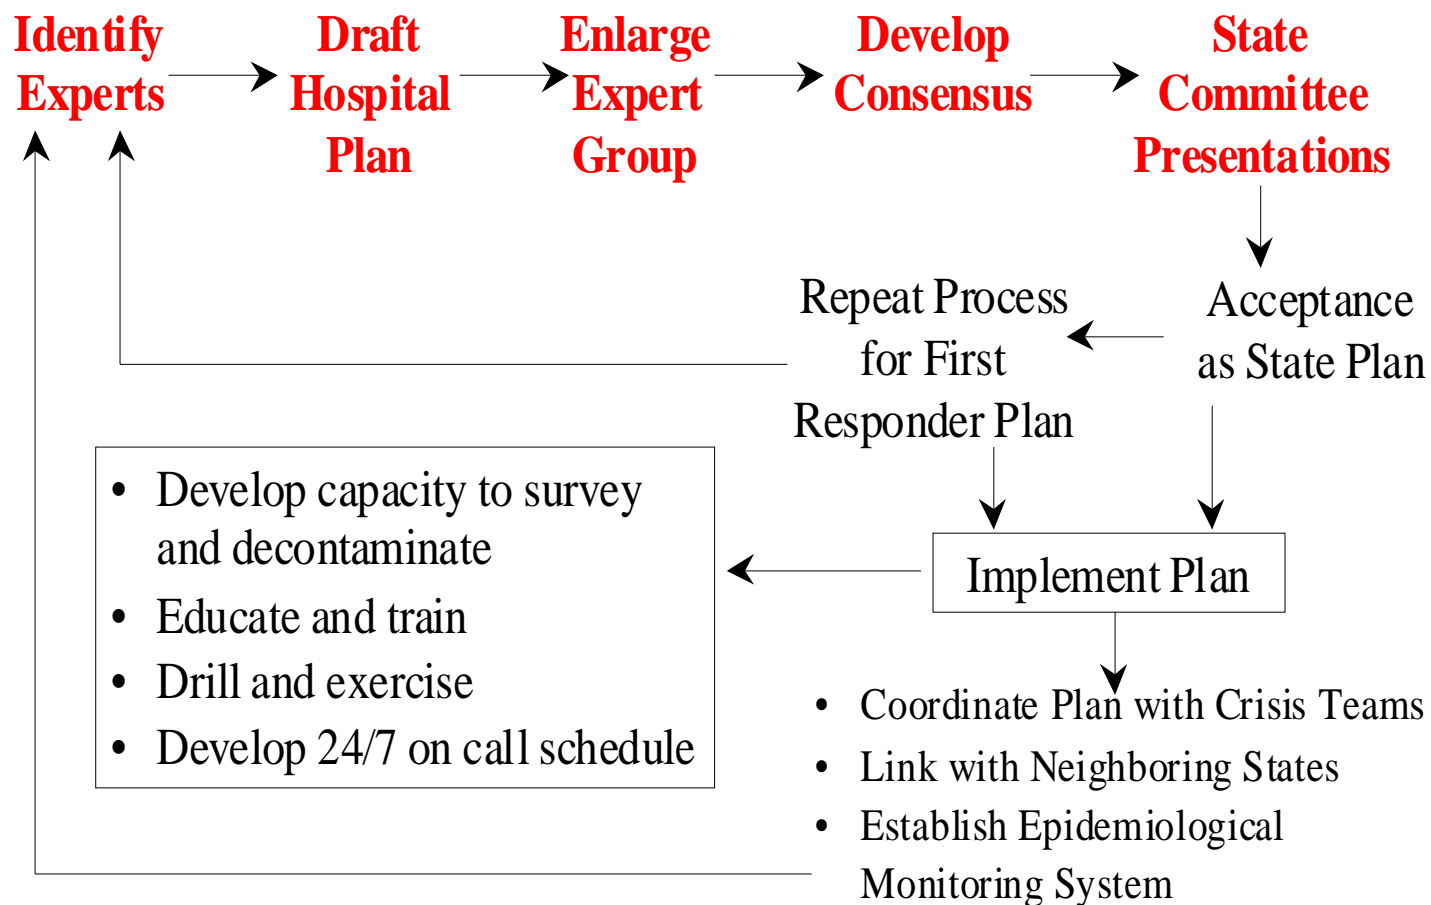 Identify
Experts
Draft
Hospital
Plan
Enlarge
Expert
Group
Develop
Consensus
State
Committee
Presentations
Repeat Process
for First
Responder Plan
Acceptance
as State Plan
• Develop capacity to survey
and decontaminate
• Educate and train
• Drill and exercise
• Develop 24/7 on call schedule
Implement Plan
• Coordinate Plan with Crisis Teams
• Link with Neighboring States
• Establish Epidemiological
Monitoring System